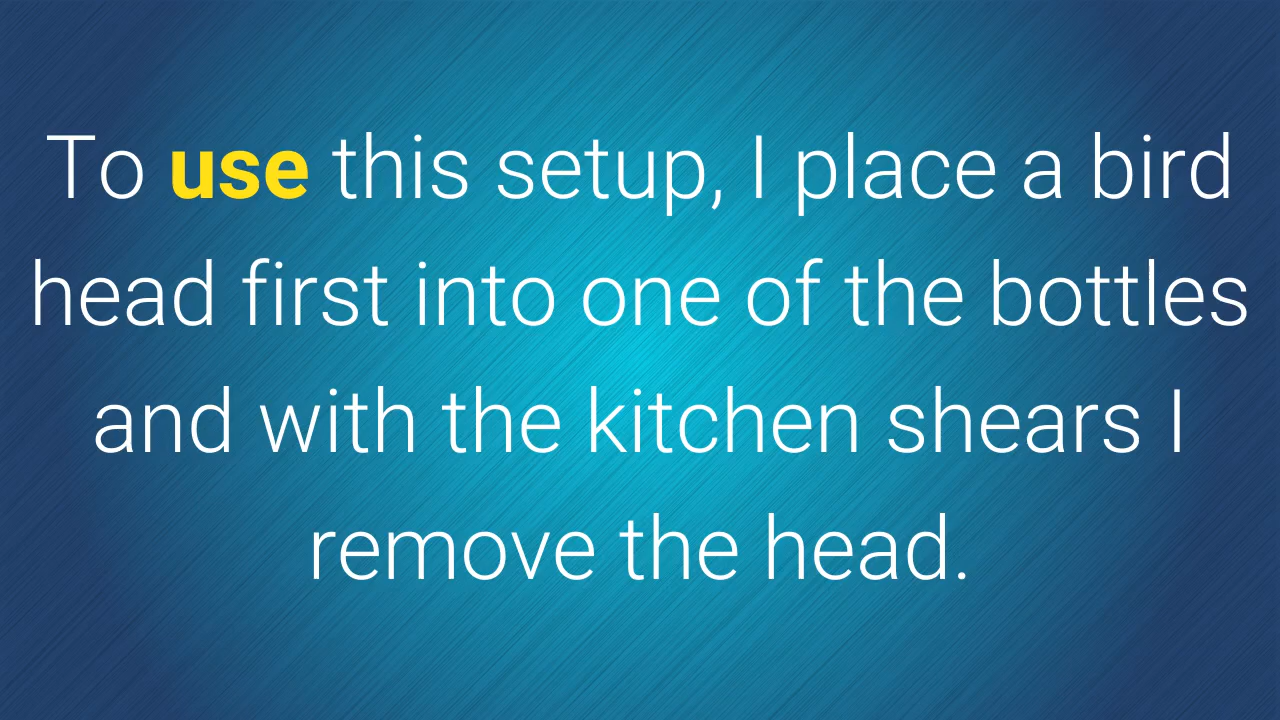 To use this setup, I place a bird
head first into one of the bottles
and with the kitchen shears I
remove the head.